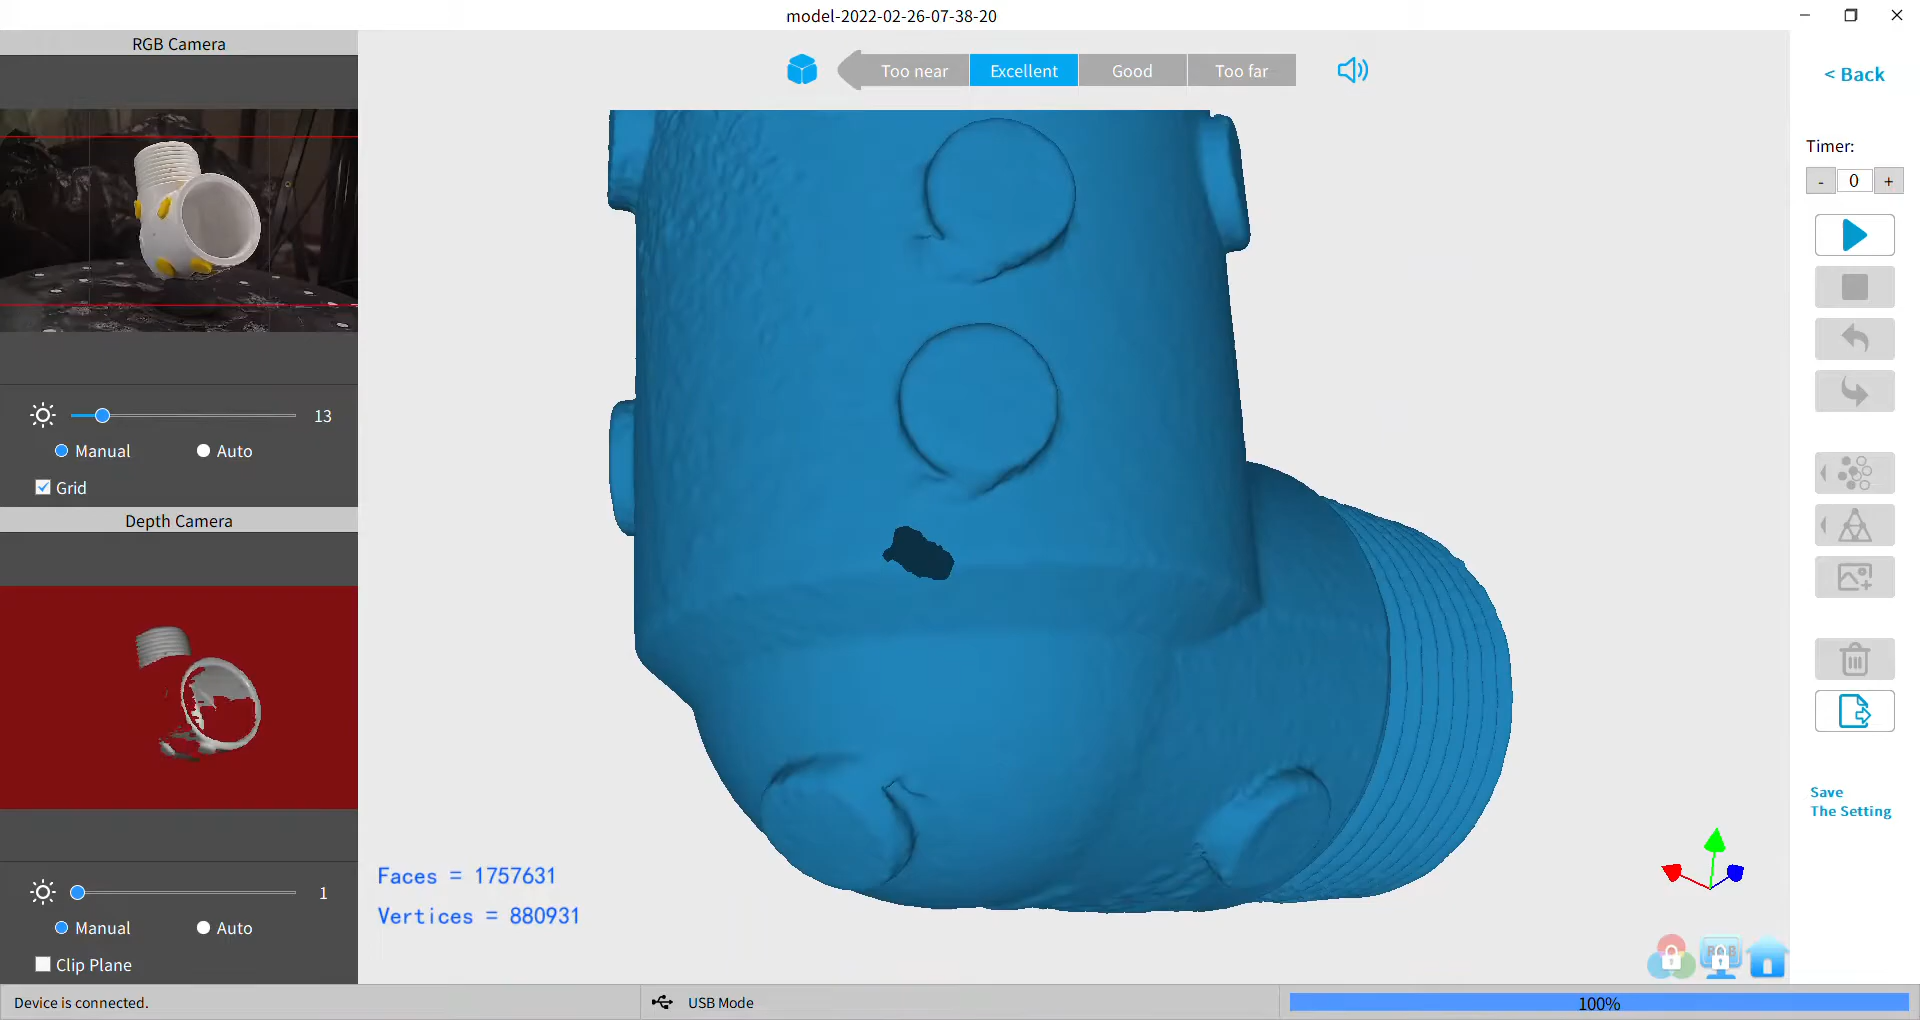 model-2022-02-26-07-38-20
RGB Camera
Too near
Excellent
Good
Too far
< Back
Timer:
- 0 +
13
Manual
Auto
Grid
Depth Camera
Save
The Setting
Faces = 1757631
Vertices = 880931
1
Manual
Auto
Clip Plane
RGB
Device is connected.
USB Mode
100%